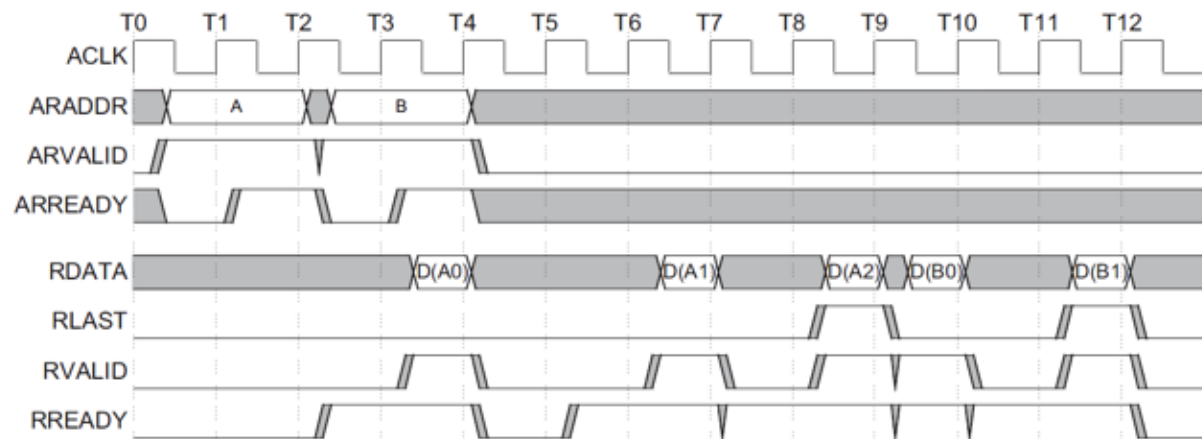 T0 T1 T2 T3 T4 T5 T6 T7 T8 T9 T10 T11 T12
ACLK
ARADDR A B
ARVALID
ARREADY
RDATA D(A0) D(A1) D(A2) D(B0) D(B1)
RLAST
RVALID
RREADY